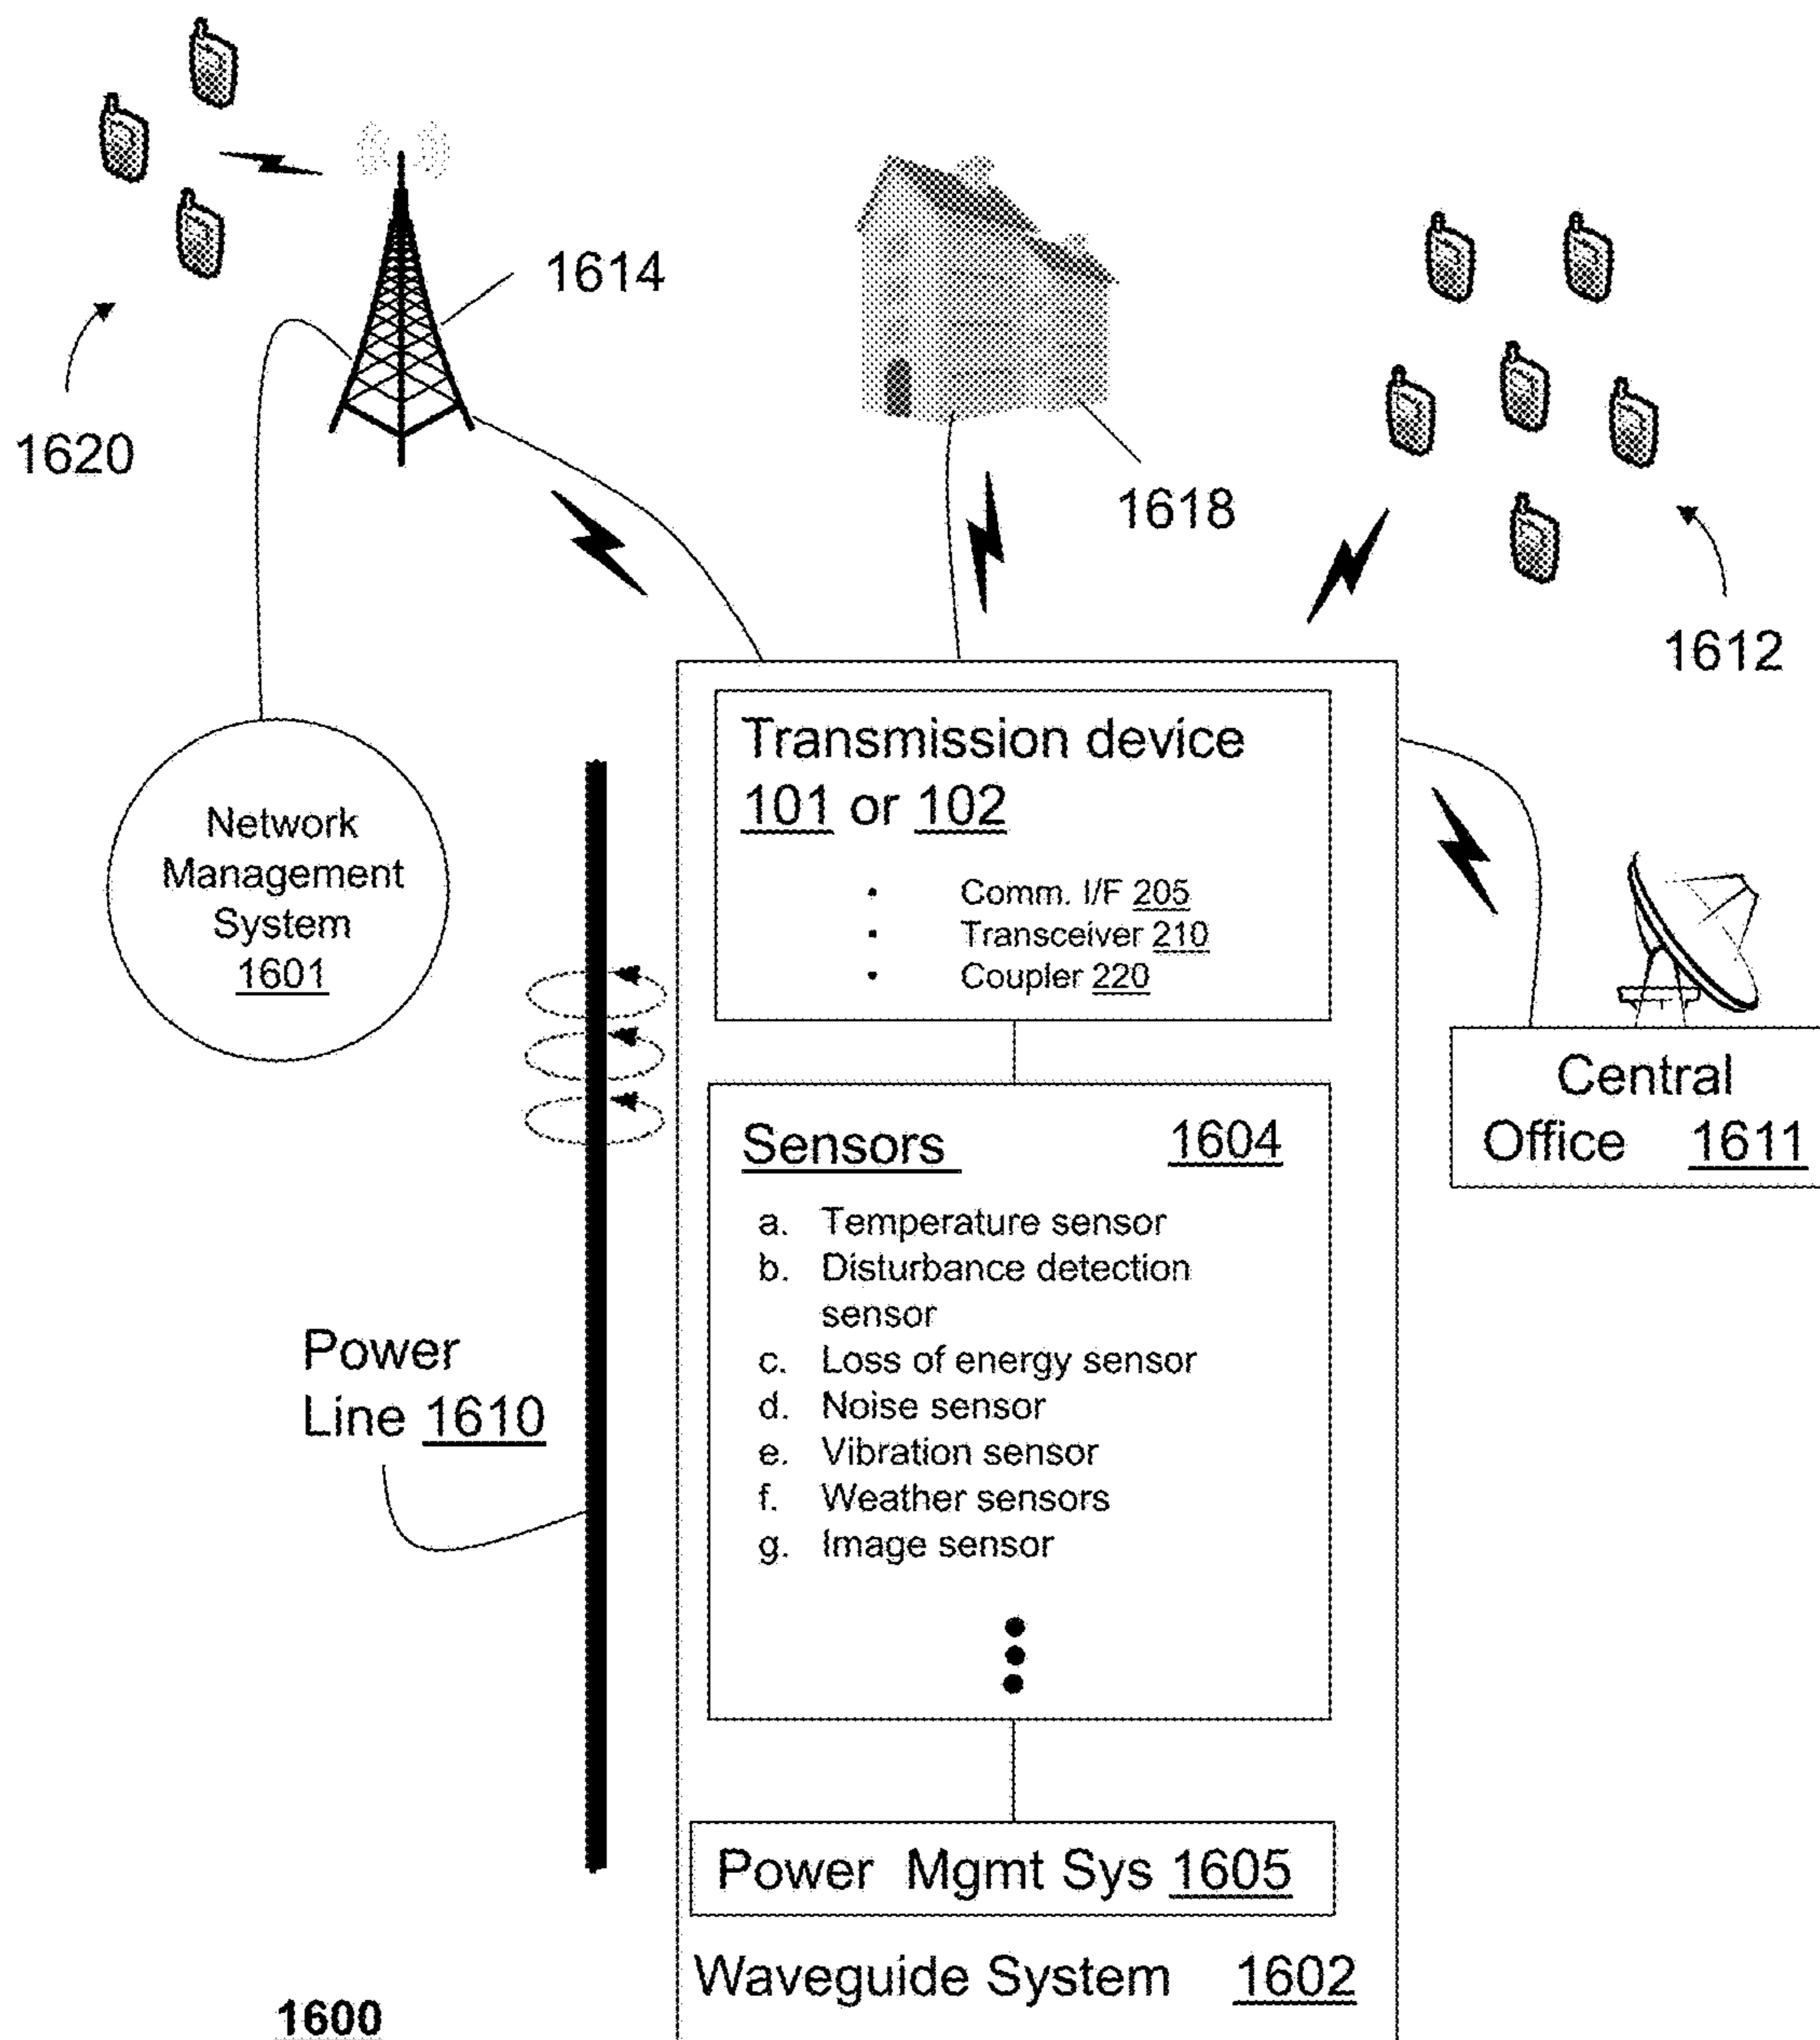 1614
1620
1618
1612
Network
Management
System
1601
Transmission device
101 or 102
• Comm. I/F 205
• Transceiver 210
• Coupler 220
Central
Office 1611
Sensors 1604
a. Temperature sensor
b. Disturbance detection
sensor
c. Loss of energy sensor
d. Noise sensor
e. Vibration sensor
f. Weather sensors
g. Image sensor
Power
Line 1610
Power Mgmt Sys 1605
Waveguide System 1602
1600